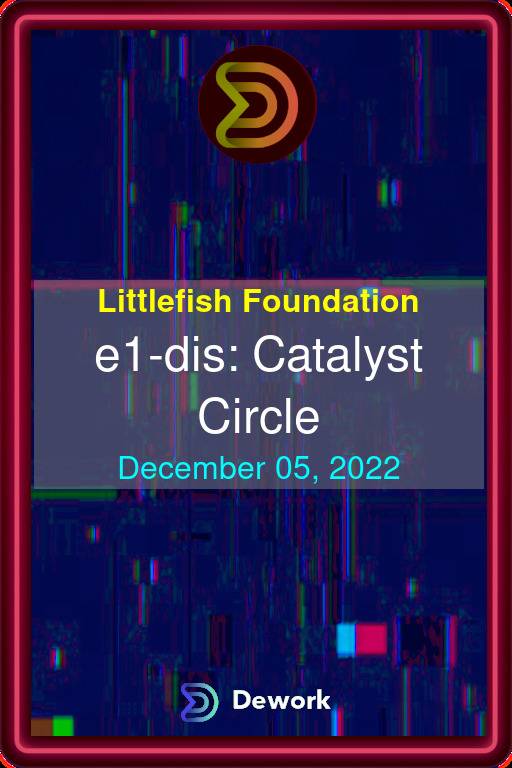 Littlefish Foundation
e1-dis: Catalyst
Circle
December 05, 2022
Dework